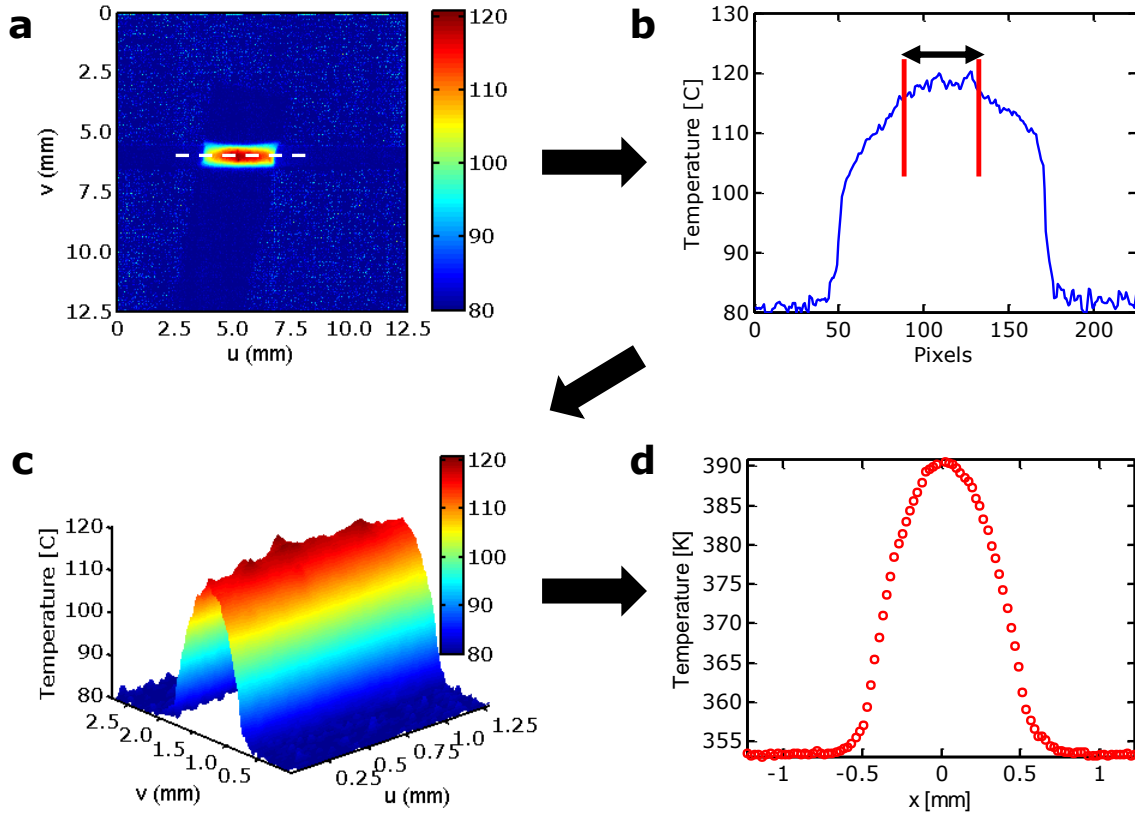 a
0
2.5
5.0
7.5
10.0
12.5
v (mm)
0 2.5 5.0 7.5 10.0 12.5
u (mm)
120
110
100
90
80
b
130
120
110
100
90
80
Temperature [C]
0 50 100 150 200
Pixels
c
120
110
100
90
80
Temperature [C]
2.5 2.0 1.5 1.0 0.5
v (mm)
0.25 0.5 0.75 1.0 1.25
u (mm)
120
110
100
90
80
d
390
385
380
375
370
365
360
355
Temperature [K]
-1 -0.5 0 0.5 1
x [mm]